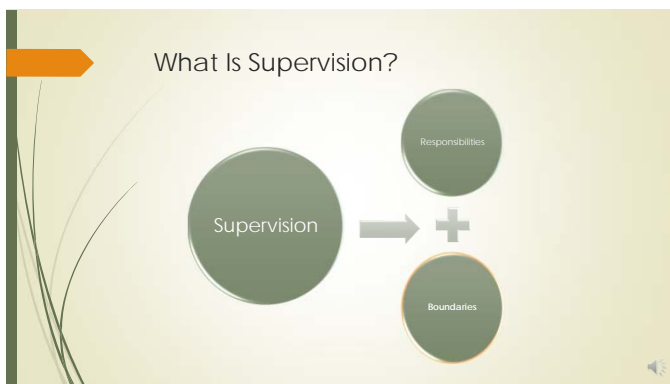 What Is Supervision?
Responsibilities
Supervision
Boundaries